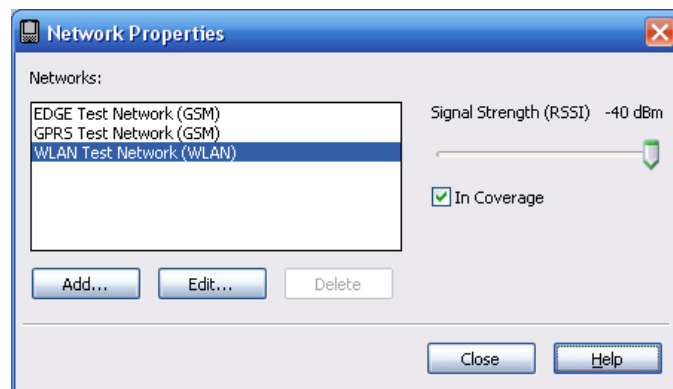 Network Properties
Networks:
EDGE Test Network (GSM)
GPRS Test Network (GSM)
WLAN Test Network (WLAN)
Signal Strength (RSSI) -40 dBm
In Coverage
Add... Edit... Delete
Close Help